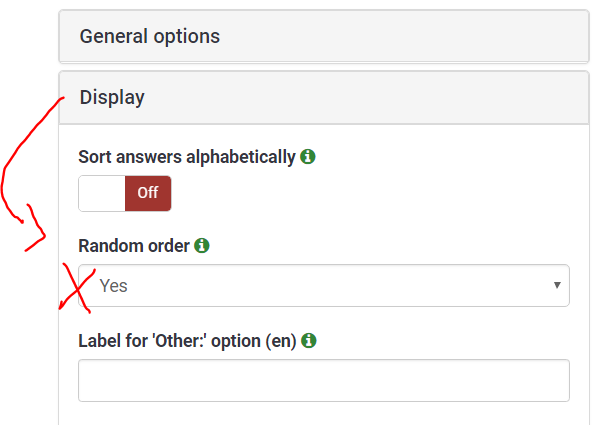 General options
Display
Sort answers alphabetically
Off
Random order
Yes
Label for 'Other:' option (en)